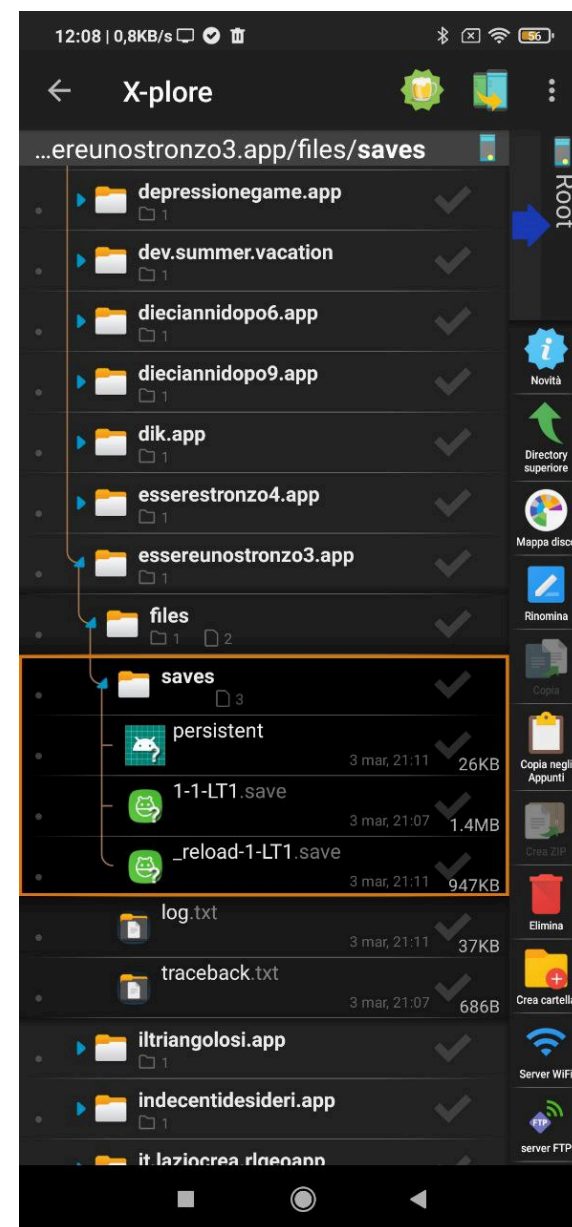 12:08 | 0,8KB/s
56
X-plore
...ereunostronzo3.app/files/saves
Root
depressionegame.app
1
dev.summer.vacation
1
dieciannidopo6.app
1
dieciannidopo9.app
1
dik.app
1
esserestronzo4.app
1
essereunostronzo3.app
1
files
1 2
saves
3
persistent
3 mar, 21:11 26KB
1-1-LT1.save
3 mar, 21:07 1.4MB
_reload-1-LT1.save
3 mar, 21:11 947KB
log.txt
3 mar, 21:11 37KB
traceback.txt
3 mar, 21:07 686B
iltriangolosi.app
1
indecentidesideri.app
1
it.laziocrea.rlgeoapp
Novità
Directory
superiore
Mappa disco
Rinomina
Copia
Copia negli
Appunti
Crea ZIP
Elimina
Crea cartella
Server WiFi
FTP
server FTP